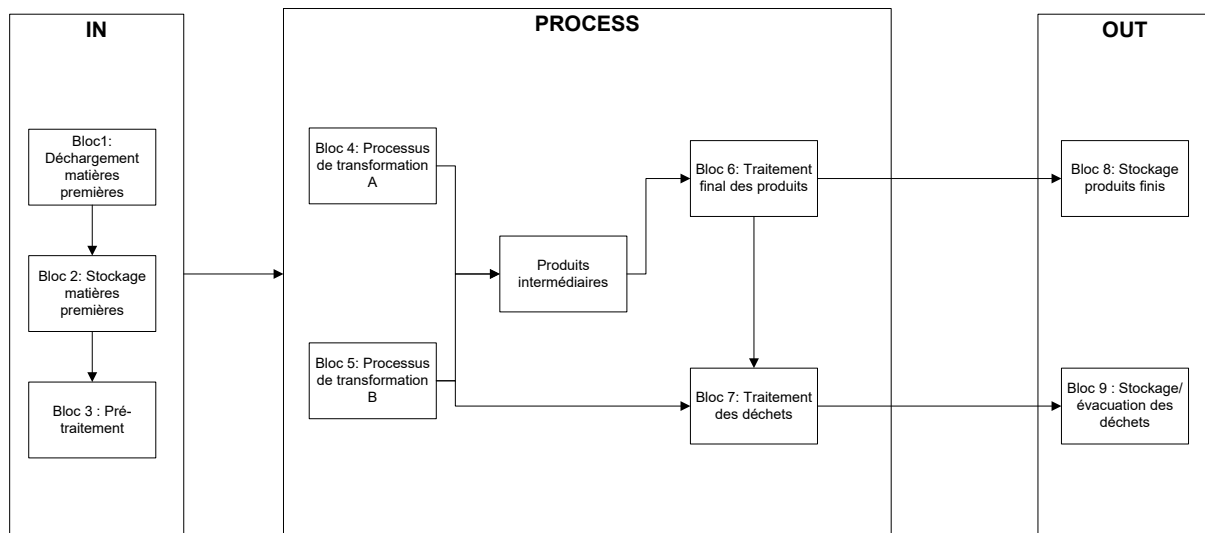 IN
Bloc1:
Déchargement
matières
premières
Bloc 2: Stockage
matières
premières
Bloc 3 : Pré-
traitement
PROCESS
Bloc 4: Processus
de transformation
A
Bloc 5: Processus
de transformation
B
Produits
intermédiaires
Bloc 6: Traitement
final des produits
Bloc 7: Traitement
des déchets
OUT
Bloc 8: Stockage
produits finis
Bloc 9 : Stockage/
évacuation des
déchets